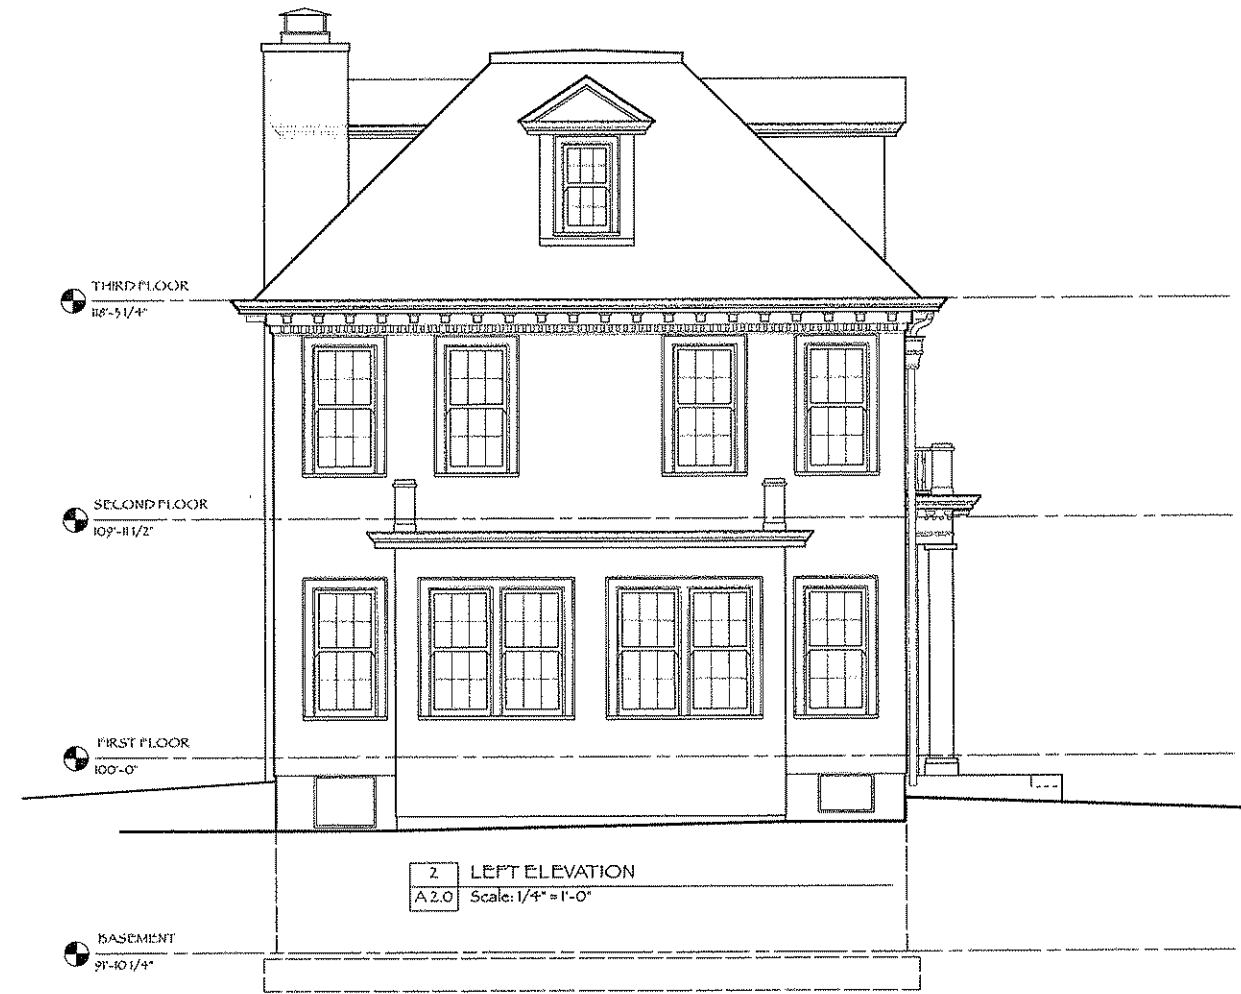 THIRD FLOOR
118'-5 1/4"
SECOND FLOOR
109'-11 1/2"
FIRST FLOOR
100'-0"
2 LEFT ELEVATION
A 2.0 Scale: 1/4" = 1'-0"
BASEMENT
91'-10 1/4"